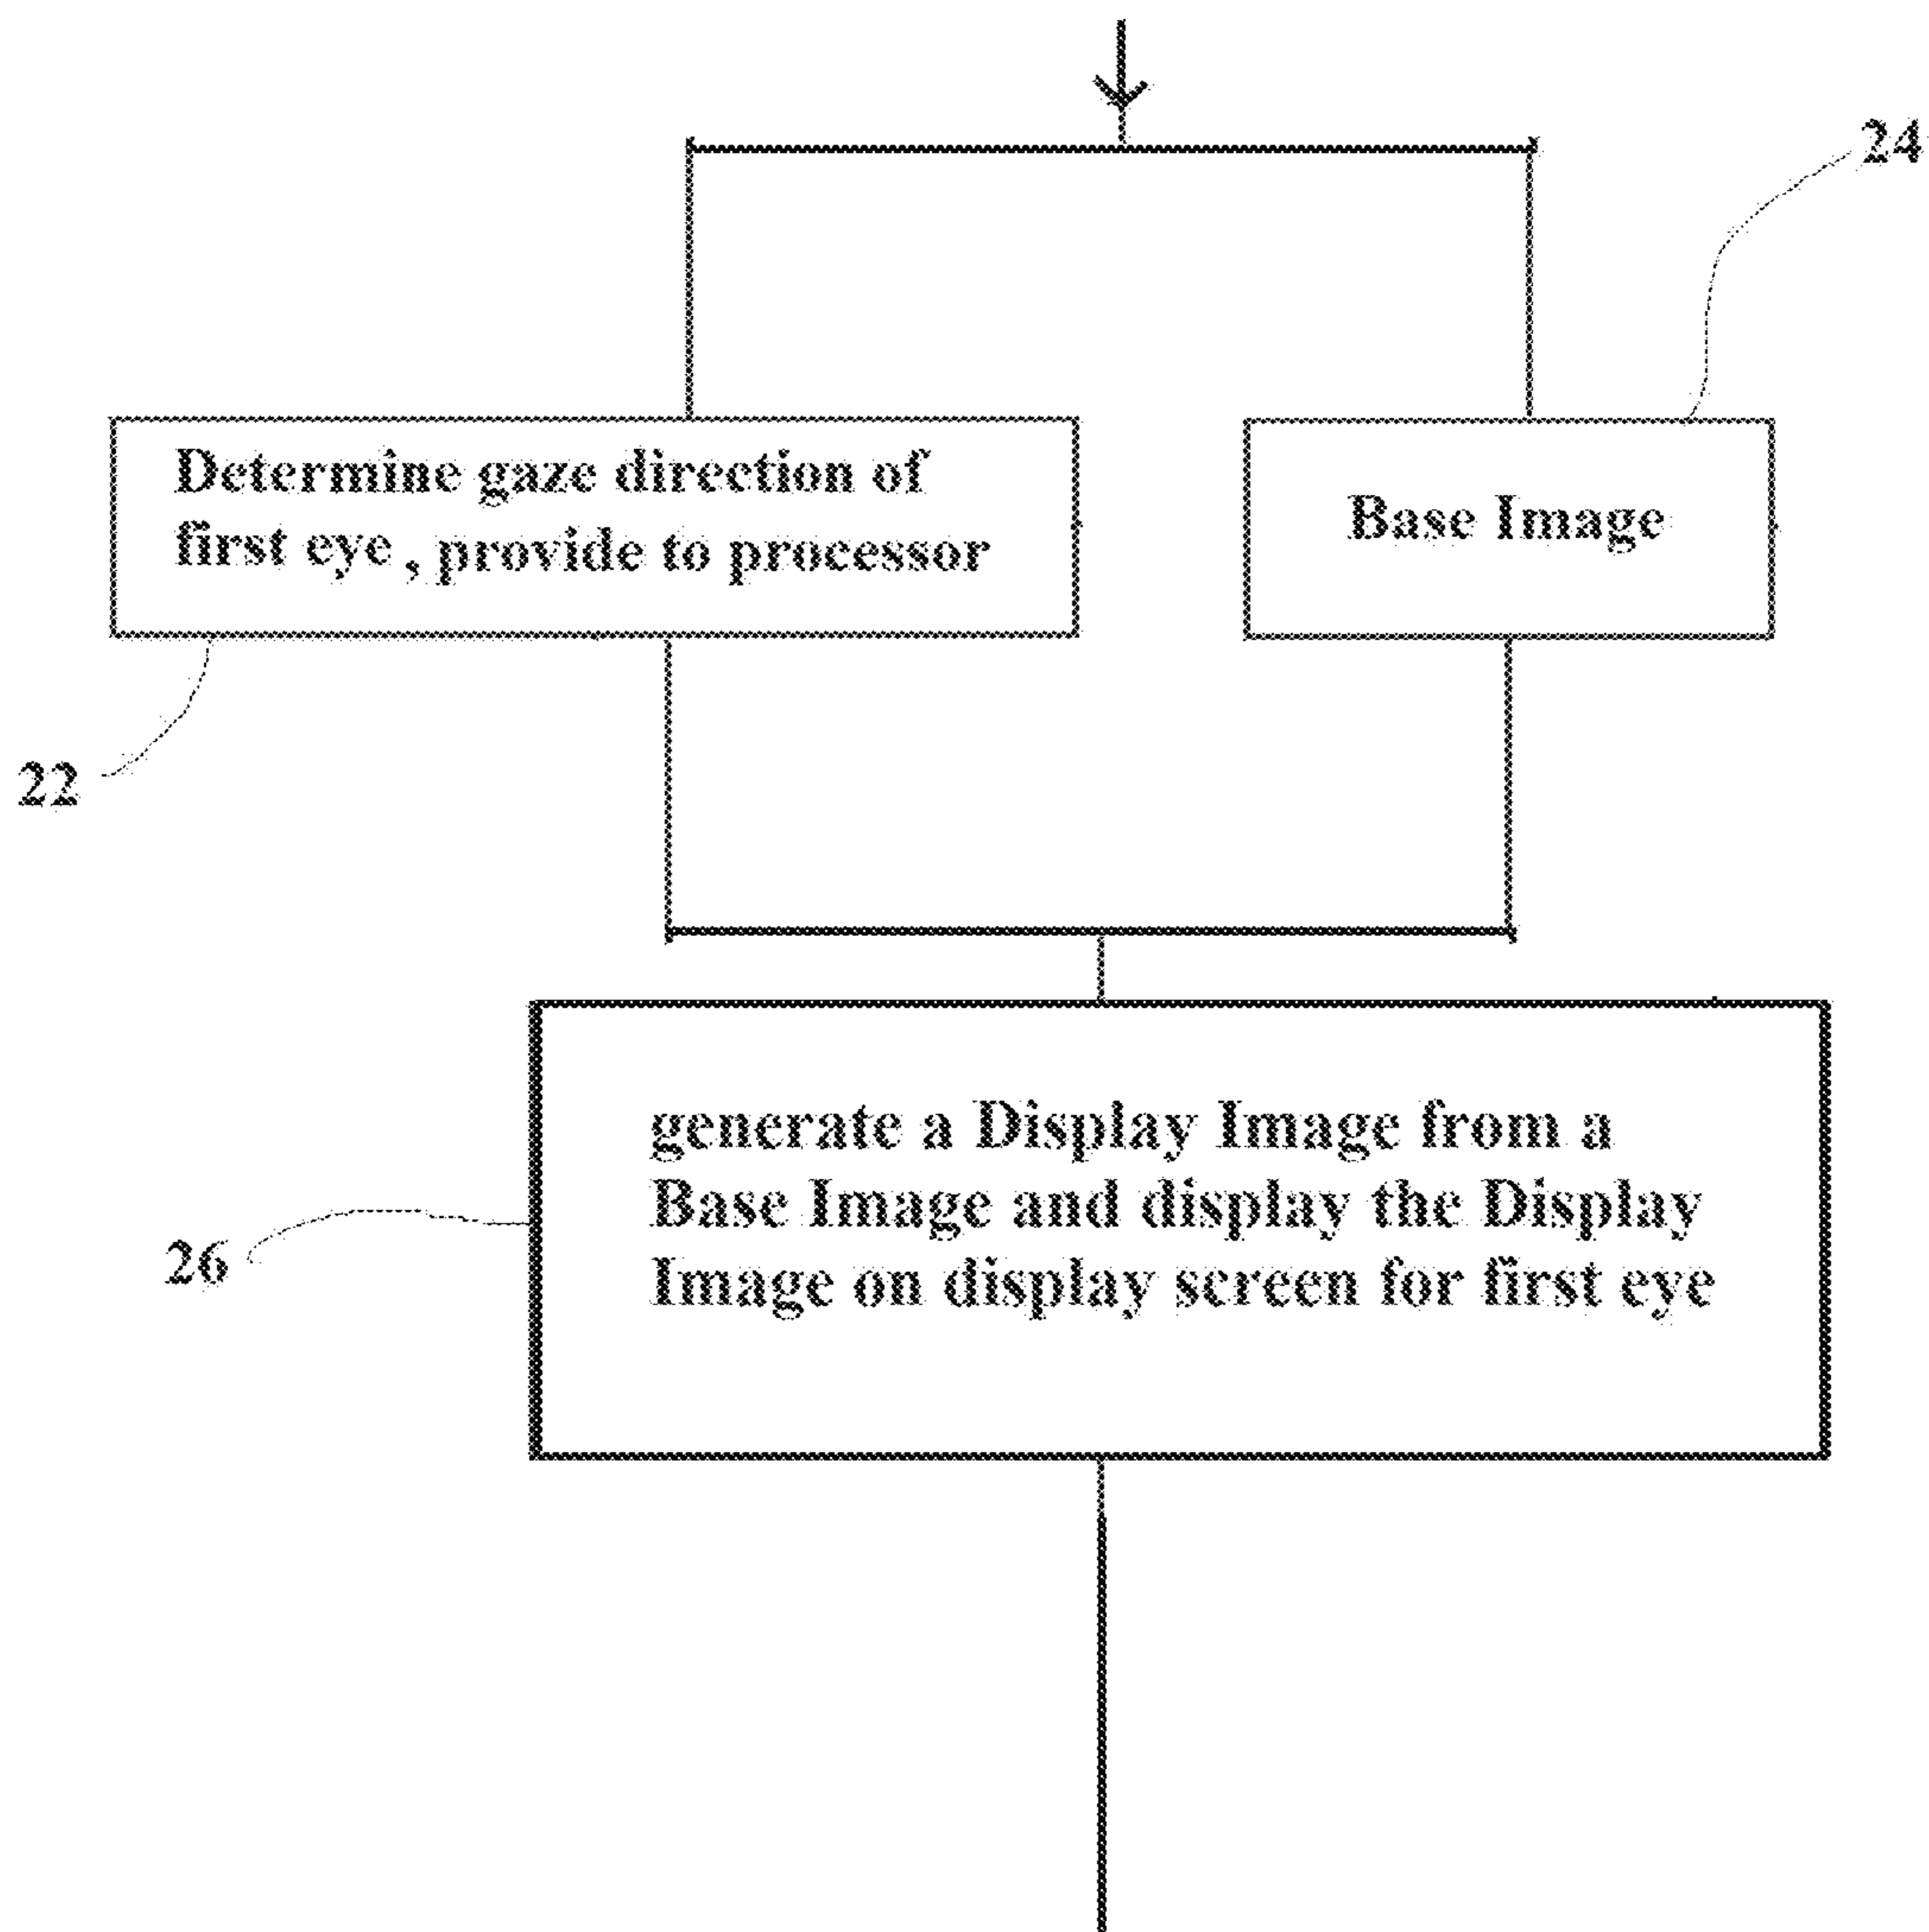 24
Determine gaze direction of
first eye, provide to processor
Base Image
22
generate a Display Image from a
Base Image and display the Display
Image on display screen for first eye
26